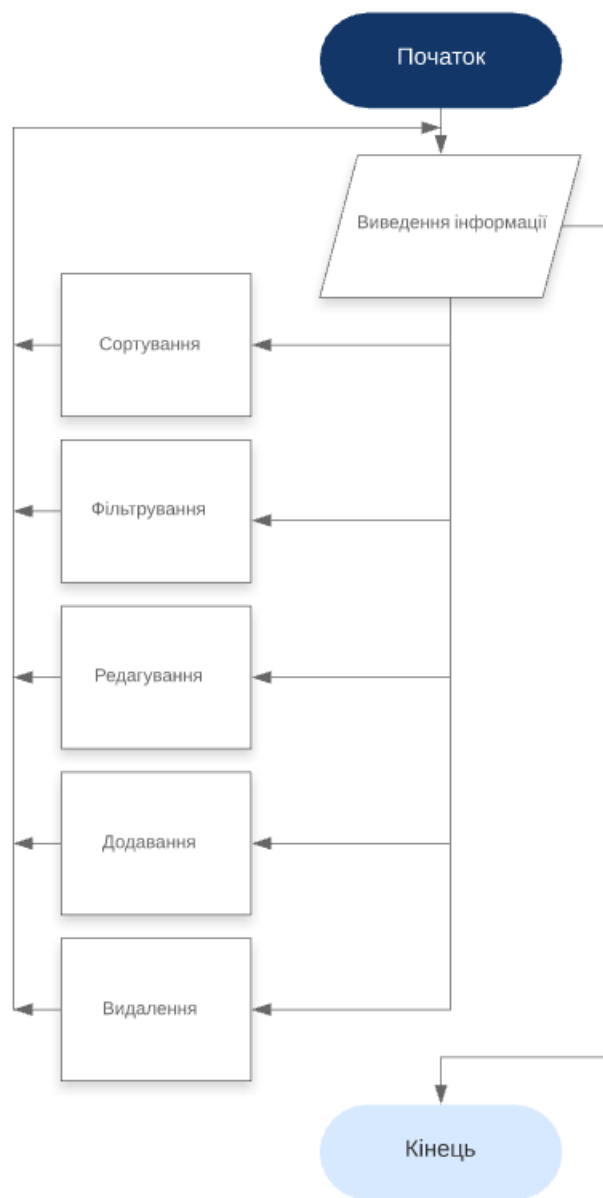 Початок
Виведення інформації
Сортування
Фільтрування
Редагування
Додавання
Видалення
Кінець